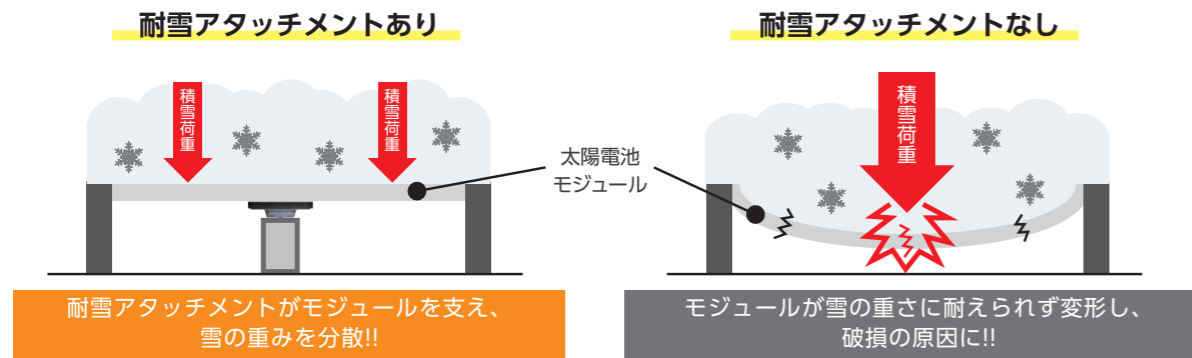 耐雪アタッチメントあり
耐雪アタッチメントなし
積雪荷重
積雪荷重
積雪荷重
太陽電池
モジュール
耐雪アタッチメントがモジュールを支え、
雪の重みを分散!!
モジュールが雪の重さに耐えられず変形し、
破損の原因に!!